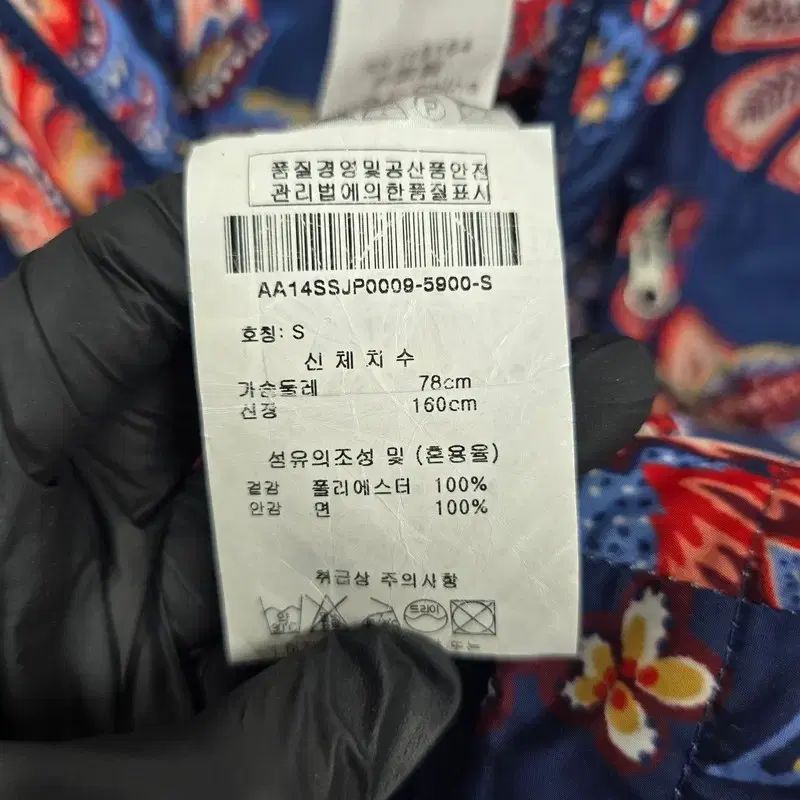 P
품질경영및공산품안전
관리법에의한품질표시
AA14SSJP0009-5900-S
호칭: S
신체치수
가슴둘레 78cm
신장 160cm
섬유의조성 및 (혼용율)
겉감 폴리에스터 100%
안감 면 100%
취급상 주의사항
드라이
또는